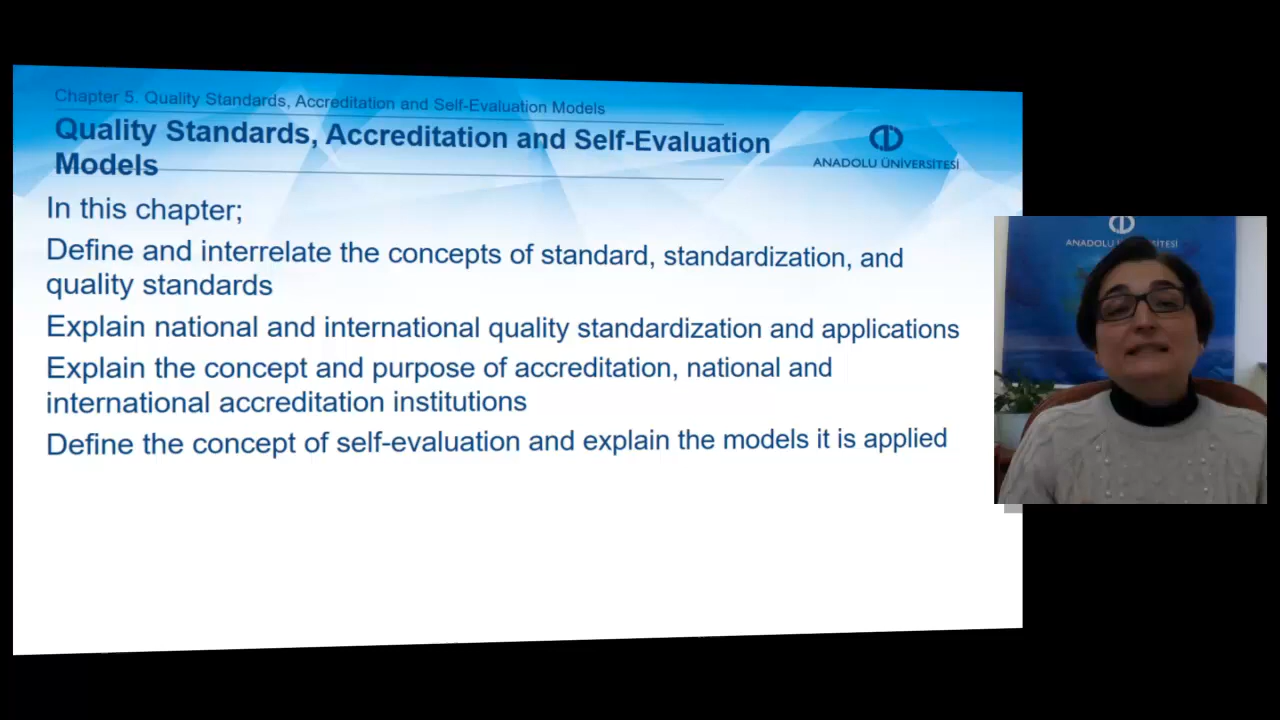 Chapter 5. Quality Standards, Accreditation and Self-Evaluation Models
Quality Standards, Accreditation and Self-Evaluation
Models
ANADOLU ÜNİVERSİTESİ
In this chapter;
Define and interrelate the concepts of standard, standardization, and
quality standards
Explain national and international quality standardization and applications
Explain the concept and purpose of accreditation, national and
international accreditation institutions
Define the concept of self-evaluation and explain the models it is applied
ANADOLU ÜNİVERSİTESİ